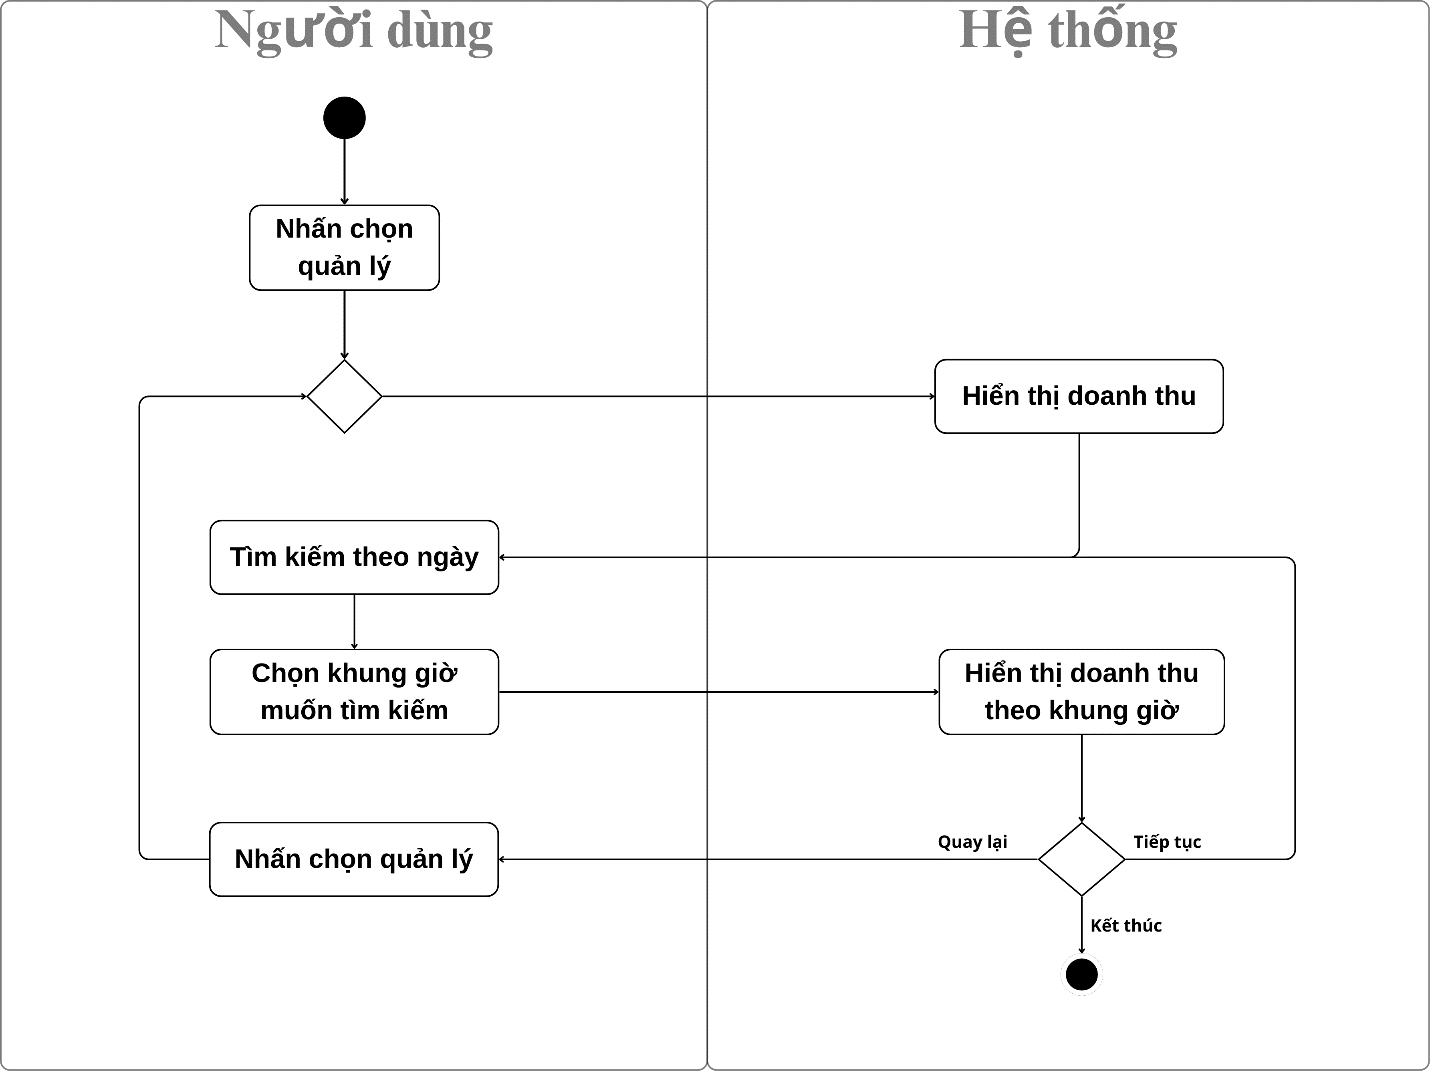 Người dùng
Hệ thống
Nhấn chọn
quản lý
Hiển thị doanh thu
Tìm kiếm theo ngày
Chọn khung giờ
muốn tìm kiếm
Hiển thị doanh thu
theo khung giờ
Quay lại
Tiếp tục
Nhấn chọn quản lý
Kết thúc